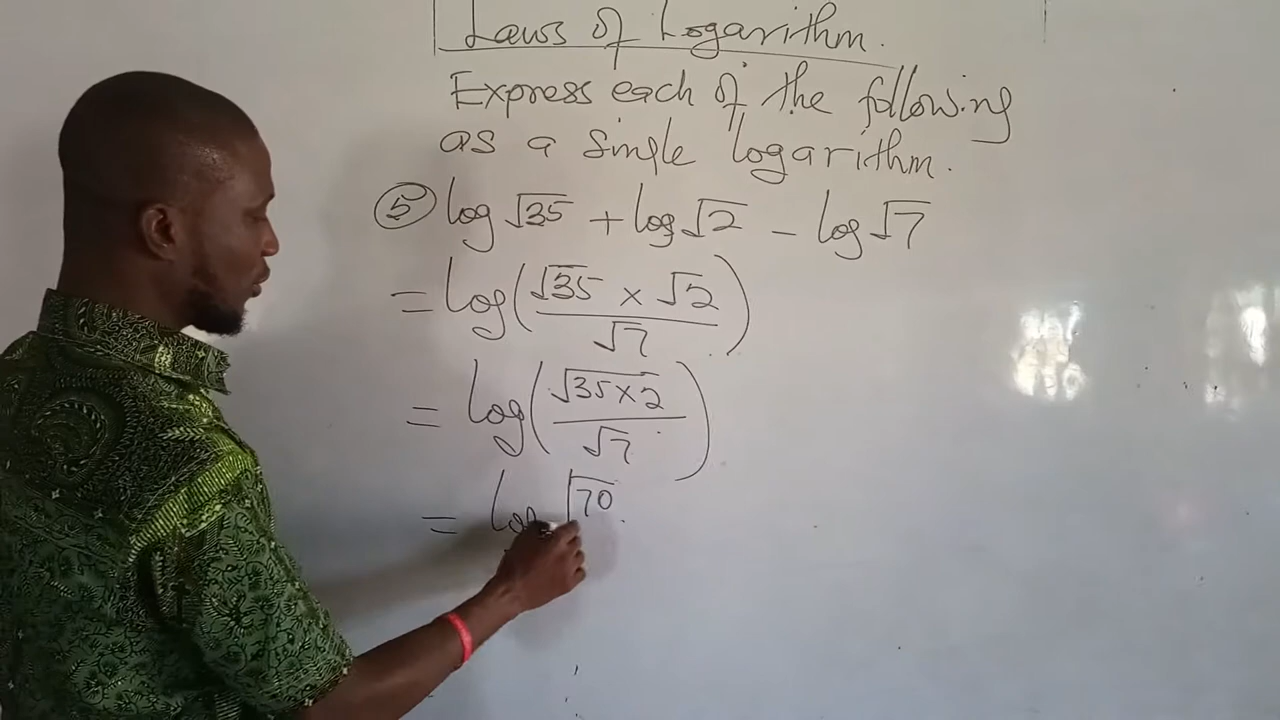 Laws of Logarithm.
Express each of the following
as a single logarithm.
⑤ log √35 + log √2 - log √7
= log(√35 × √2 / √7)
= log(√35×2 / √7)
= log √70